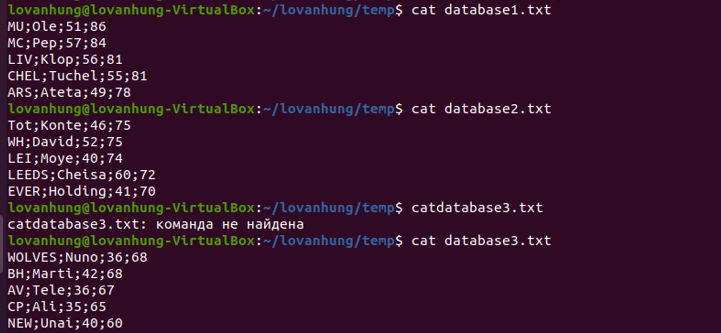 lovanhung@lovanhung-VirtualBox:~/lovanhung/temp$ cat database1.txt
MU;Ole;51;86
MC;Pep;57;84
LIV;Klop;56;81
CHEL;Tuchel;55;81
ARS;Ateta;49;78
lovanhung@lovanhung-VirtualBox:~/lovanhung/temp$ cat database2.txt
Tot;Konte;46;75
WH;David;52;75
LEI;Moye;40;74
LEEDS;Cheisa;60;72
EVER;Holding;41;70
lovanhung@lovanhung-VirtualBox:~/lovanhung/temp$ catdatabase3.txt
catdatabase3.txt: команда не найдена
lovanhung@lovanhung-VirtualBox:~/lovanhung/temp$ cat database3.txt
WOLVES;Nuno;36;68
BH;Marti;42;68
AV;Tele;36;67
CP;Ali;35;65
NEW;Unai;40;60